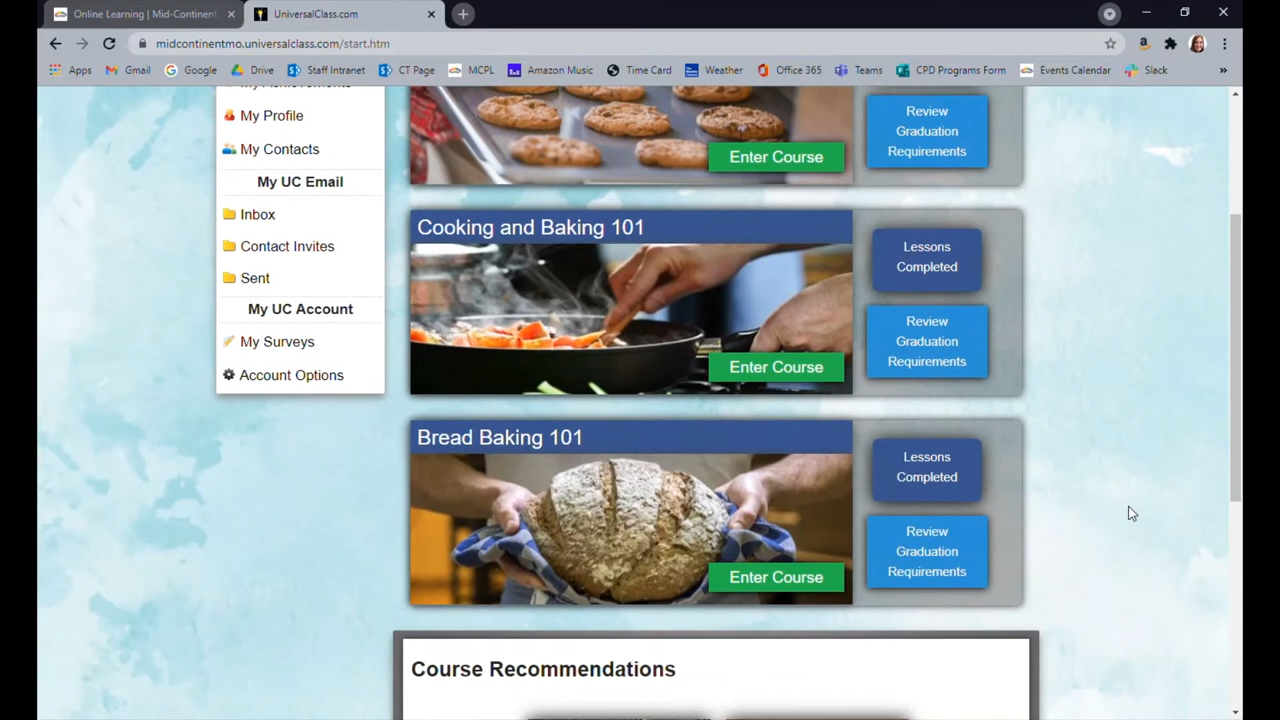 Online Learning | Mid-Continent
UniversalClass.com
midcontinentmo.universalclass.com/start.htm
Apps
Gmail
Google
Drive
Staff Intranet
CT Page
MCPL
Amazon Music
Time Card
Weather
Office 365
Teams
CPD Programs Form
Events Calendar
Slack
My Achievements
My Profile
My Contacts
My UC Email
Inbox
Contact Invites
Sent
My UC Account
My Surveys
Account Options
Enter Course
Review
Graduation
Requirements
Cooking and Baking 101
Enter Course
Lessons
Completed
Review
Graduation
Requirements
Bread Baking 101
Enter Course
Lessons
Completed
Review
Graduation
Requirements
Course Recommendations